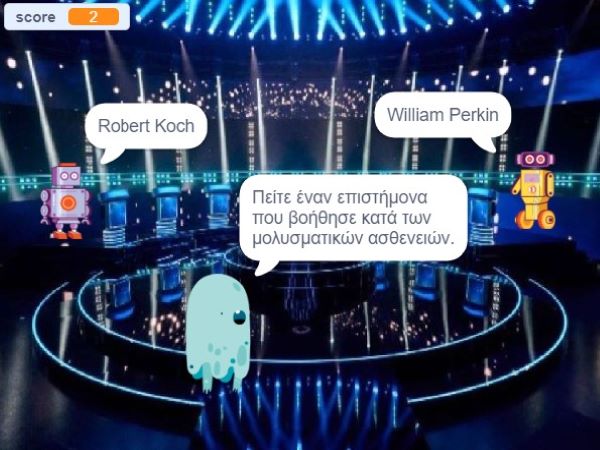 score 2
William Perkin
Robert Koch
Πείτε έναν επιστήμονα
που βοήθησε κατά των
μολυσματικών ασθενειών.